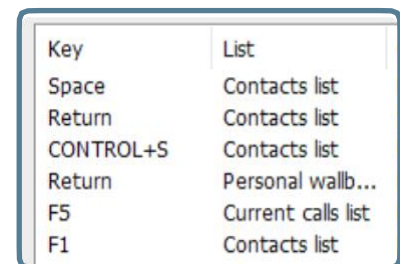 Key List
Space Contacts list
Return Contacts list
CONTROL+S Contacts list
Return Personal wallb...
F5 Current calls list
F1 Contacts list